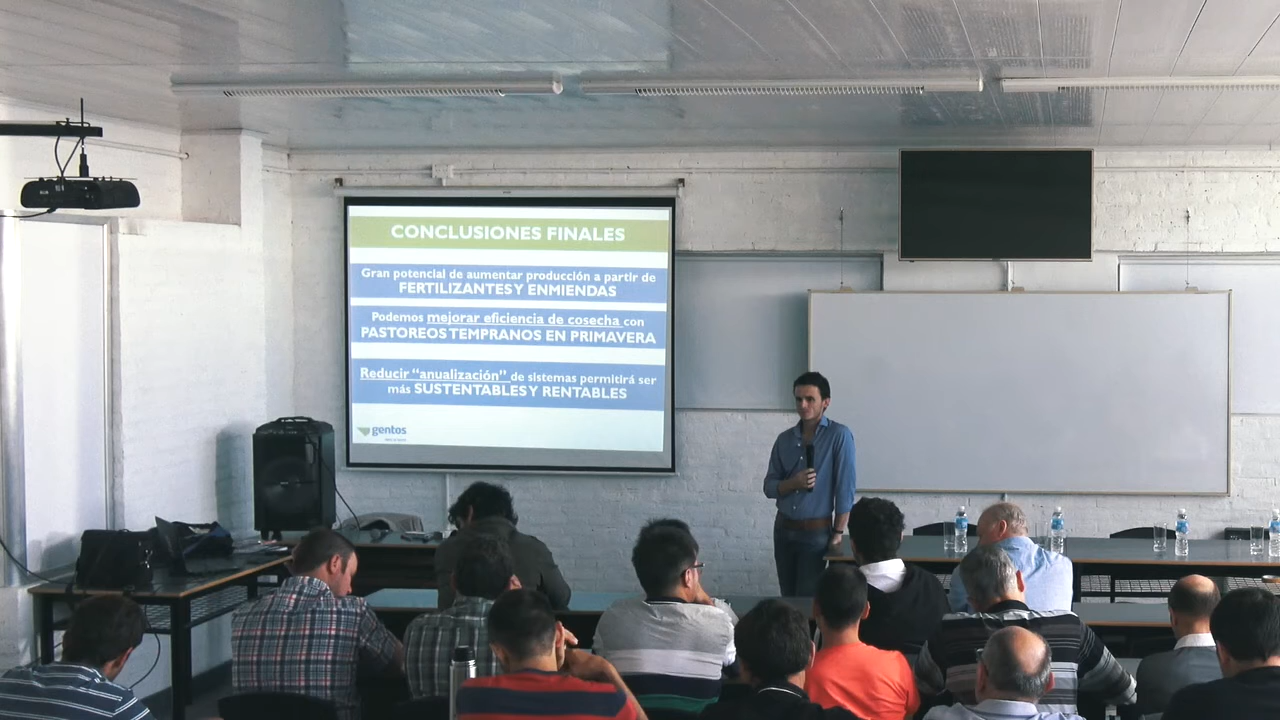 CONCLUSIONES FINALES
Gran potencial de aumentar producción a partir de
FERTILIZANTES Y ENMIENDAS
Podemos mejorar eficiencia de cosecha con
PASTOREOS TEMPRANOS EN PRIMAVERA
Reducir “anualización” de sistemas permitirá ser
más SUSTENTABLES Y RENTABLES
gentos